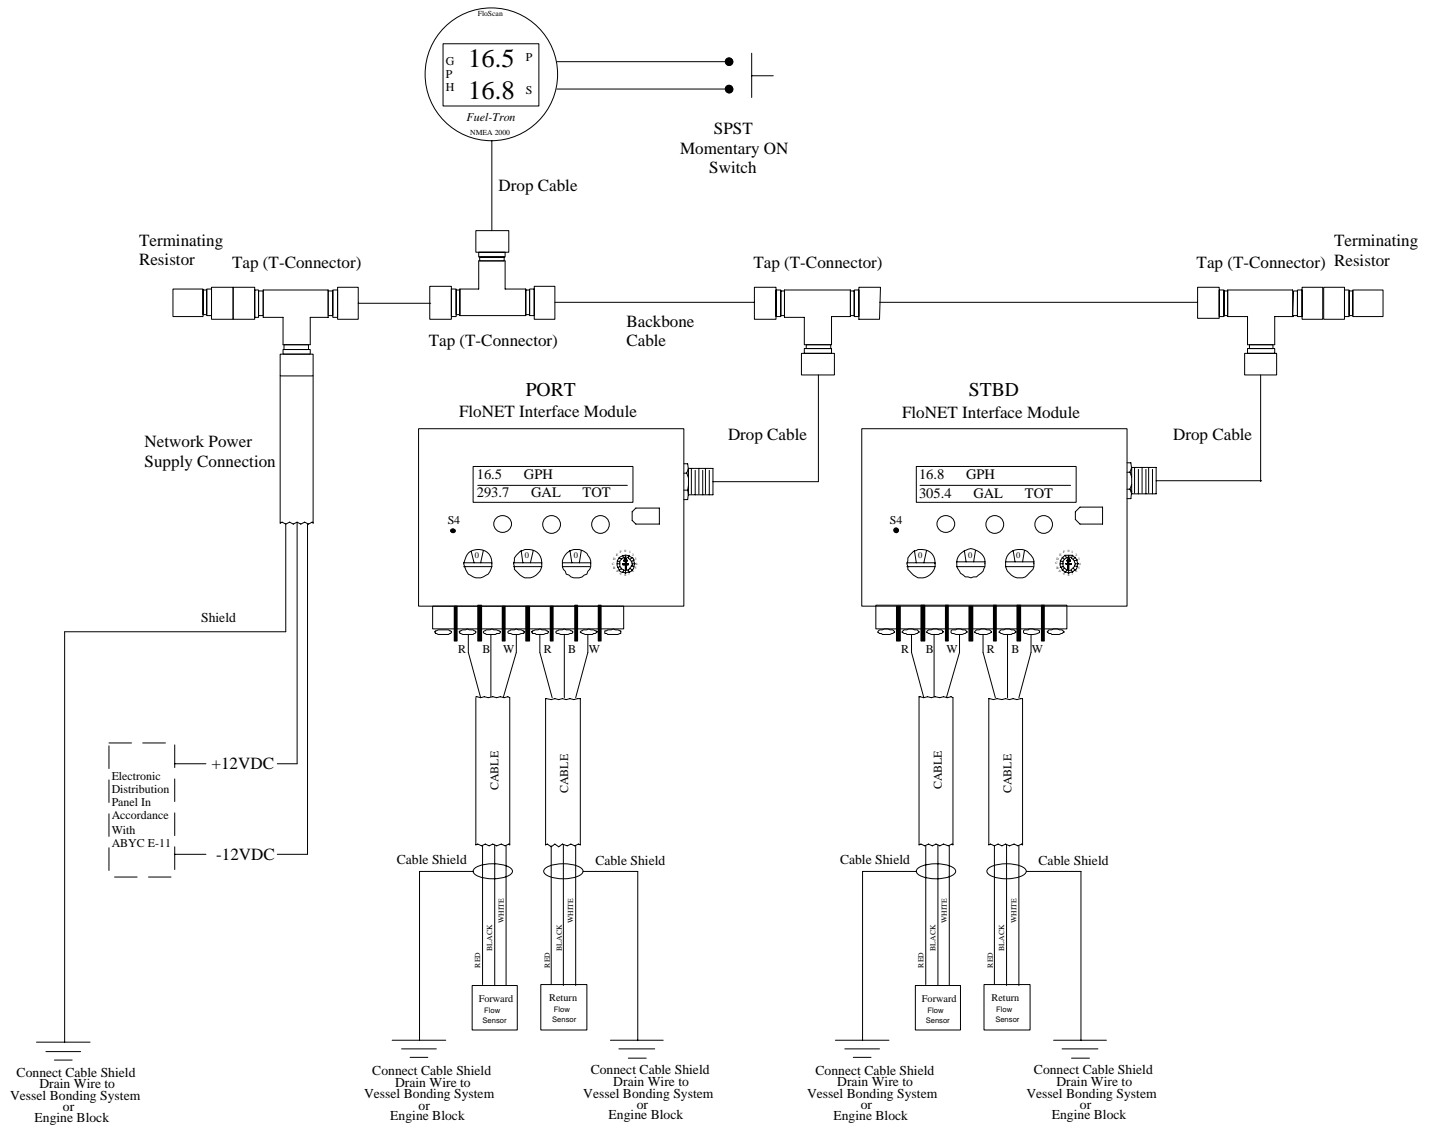 FloScan
G
P
H
16.5 P
16.8 S
Fuel-Tron
NMEA 2000
SPST
Momentary ON
Switch
Drop Cable
Terminating
Resistor
Tap (T-Connector)
Tap (T-Connector)
Tap (T-Connector)
Tap (T-Connector)
Terminating
Resistor
Backbone
Cable
PORT
FloNET Interface Module
STBD
FloNET Interface Module
Network Power
Supply Connection
Drop Cable
Drop Cable
16.5 GPH
293.7 GAL TOT
S4
0 0 0
16.8 GPH
305.4 GAL TOT
S4
0 0 0
Shield
R B W R B W
R B W R B W
+12VDC
-12VDC
Electronic
Distribution
Panel In
Accordance
With
ABYC E-11
CABLE
CABLE
CABLE
CABLE
Cable Shield
Cable Shield
Cable Shield
Cable Shield
RED BLACK WHITE
RED BLACK WHITE
RED BLACK WHITE
RED BLACK WHITE
Forward
Flow
Sensor
Return
Flow
Sensor
Forward
Flow
Sensor
Return
Flow
Sensor
Connect Cable Shield
Drain Wire to
Vessel Bonding System
or
Engine Block
Connect Cable Shield
Drain Wire to
Vessel Bonding System
or
Engine Block
Connect Cable Shield
Drain Wire to
Vessel Bonding System
or
Engine Block
Connect Cable Shield
Drain Wire to
Vessel Bonding System
or
Engine Block
Connect Cable Shield
Drain Wire to
Vessel Bonding System
or
Engine Block